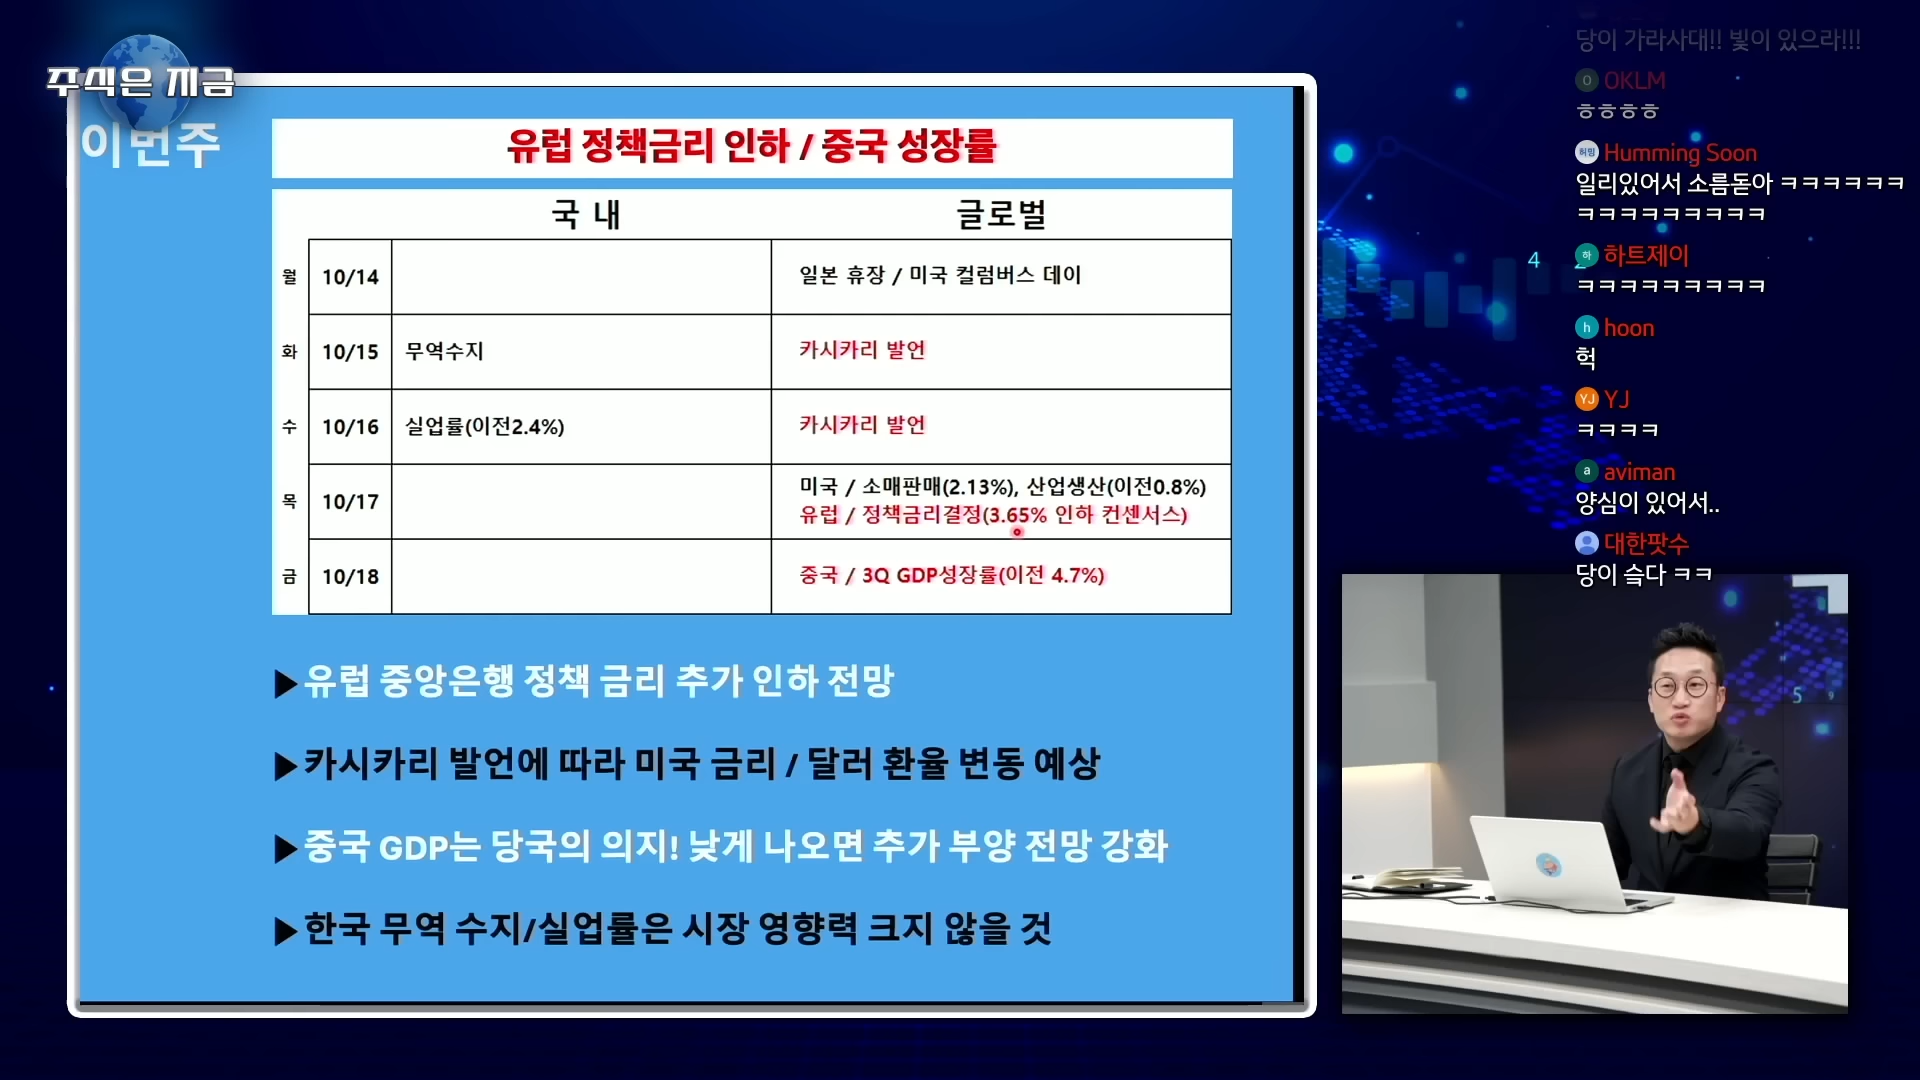 주식은 지금
이번주
유럽 정책금리 인하 / 중국 성장률
국 내 글로벌
월 10/14 일본 휴장 / 미국 컬럼버스 데이
화 10/15 무역수지 카시카리 발언
수 10/16 실업률(이전2.4%) 카시카리 발언
목 10/17 미국 / 소매판매(2.13%), 산업생산(이전0.8%)
유럽 / 정책금리결정(3.65% 인하 컨센서스)
금 10/18 중국 / 3Q GDP성장률(이전 4.7%)
▶유럽 중앙은행 정책 금리 추가 인하 전망
▶카시카리 발언에 따라 미국 금리 / 달러 환율 변동 예상
▶중국 GDP는 당국의 의지! 낮게 나오면 추가 부양 전망 강화
▶한국 무역 수지/실업률은 시장 영향력 크지 않을 것
당이 가라사대!! 빛이 있으라!!!
O OKLM
ㅎㅎㅎㅎ
허밍 Humming Soon
일리있어서 소름돋아 ㅋㅋㅋㅋㅋㅋ
ㅋㅋㅋㅋㅋㅋㅋㅋㅋ
하 하트제이
ㅋㅋㅋㅋㅋㅋㅋㅋㅋ
h hoon
헉
YJ YJ
ㅋㅋㅋㅋ
a aviman
양심이 있어서..
대한팟수
당이 슼다 ㅋㅋ
4
5 9